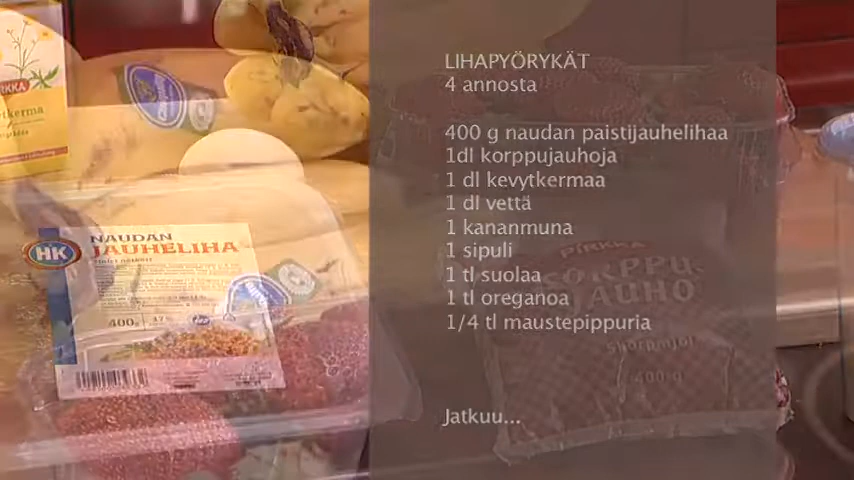 LIHAPYÖRYKÄT
4 annosta
400 g naudan paistijauhelihaa
1dl korppujauhoja
1 dl kevytkermaa
1 dl vettä
1 kananmuna
1 sipuli
1 tl suolaa
1 tl oreganoa
1/4 tl maustepippuria
Jatkuu...
HK
NAUDAN
JAUHELIHA
400g
PIRKKA
KORPPU-
JAUHO
Skorpmjöl
400 g